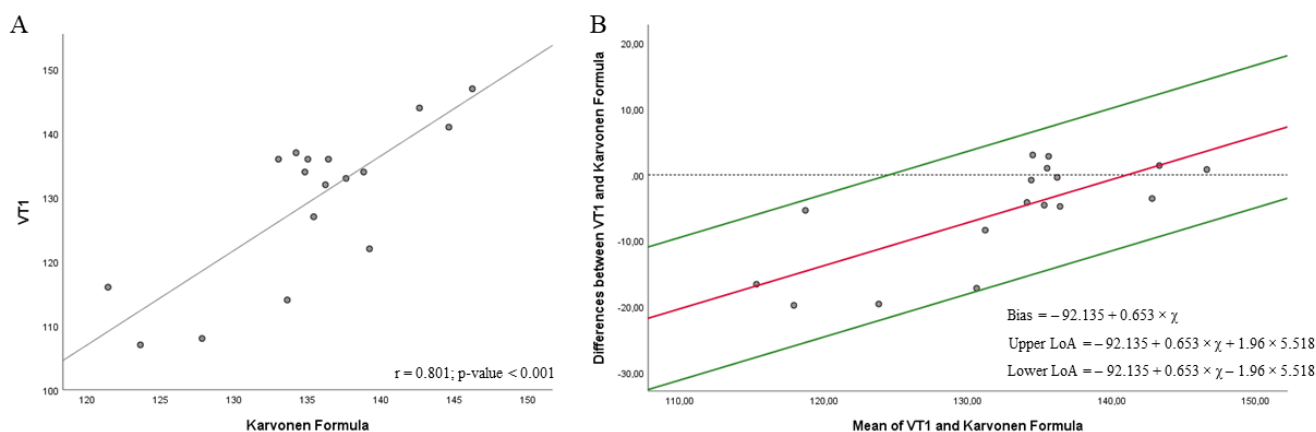 A
VT1
150
140
130
120
110
100
120
125
130
135
140
145
150
Karvonen Formula
r = 0.801; p-value < 0.001
B
Differences between VT1 and Karvonen Formula
20,00
10,00
,00
-10,00
-20,00
-30,00
110,00
120,00
130,00
140,00
150,00
Mean of VT1 and Karvonen Formula
Bias = – 92.135 + 0.653 × χ
Upper LoA = – 92.135 + 0.653 × χ + 1.96 × 5.518
Lower LoA = – 92.135 + 0.653 × χ – 1.96 × 5.518